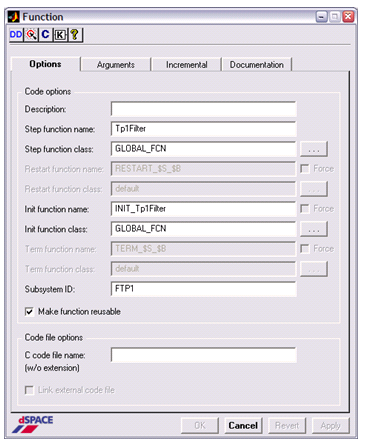 Function
DD C K ?
Options Arguments Incremental Documentation
Code options
Description:
Step function name: Tp1Filter
Step function class: GLOBAL_FCN ...
Restart function name: RESTART_$S_$B Force
Restart function class: default ...
Init function name: INIT_Tp1Filter Force
Init function class: GLOBAL_FCN ...
Term function name: TERM_$S_$B Force
Term function class: default ...
Subsystem ID: FTP1
Make function reusable
Code file options
C code file name:
(w/o extension)
Link external code file
dSPACE OK Cancel Revert Apply